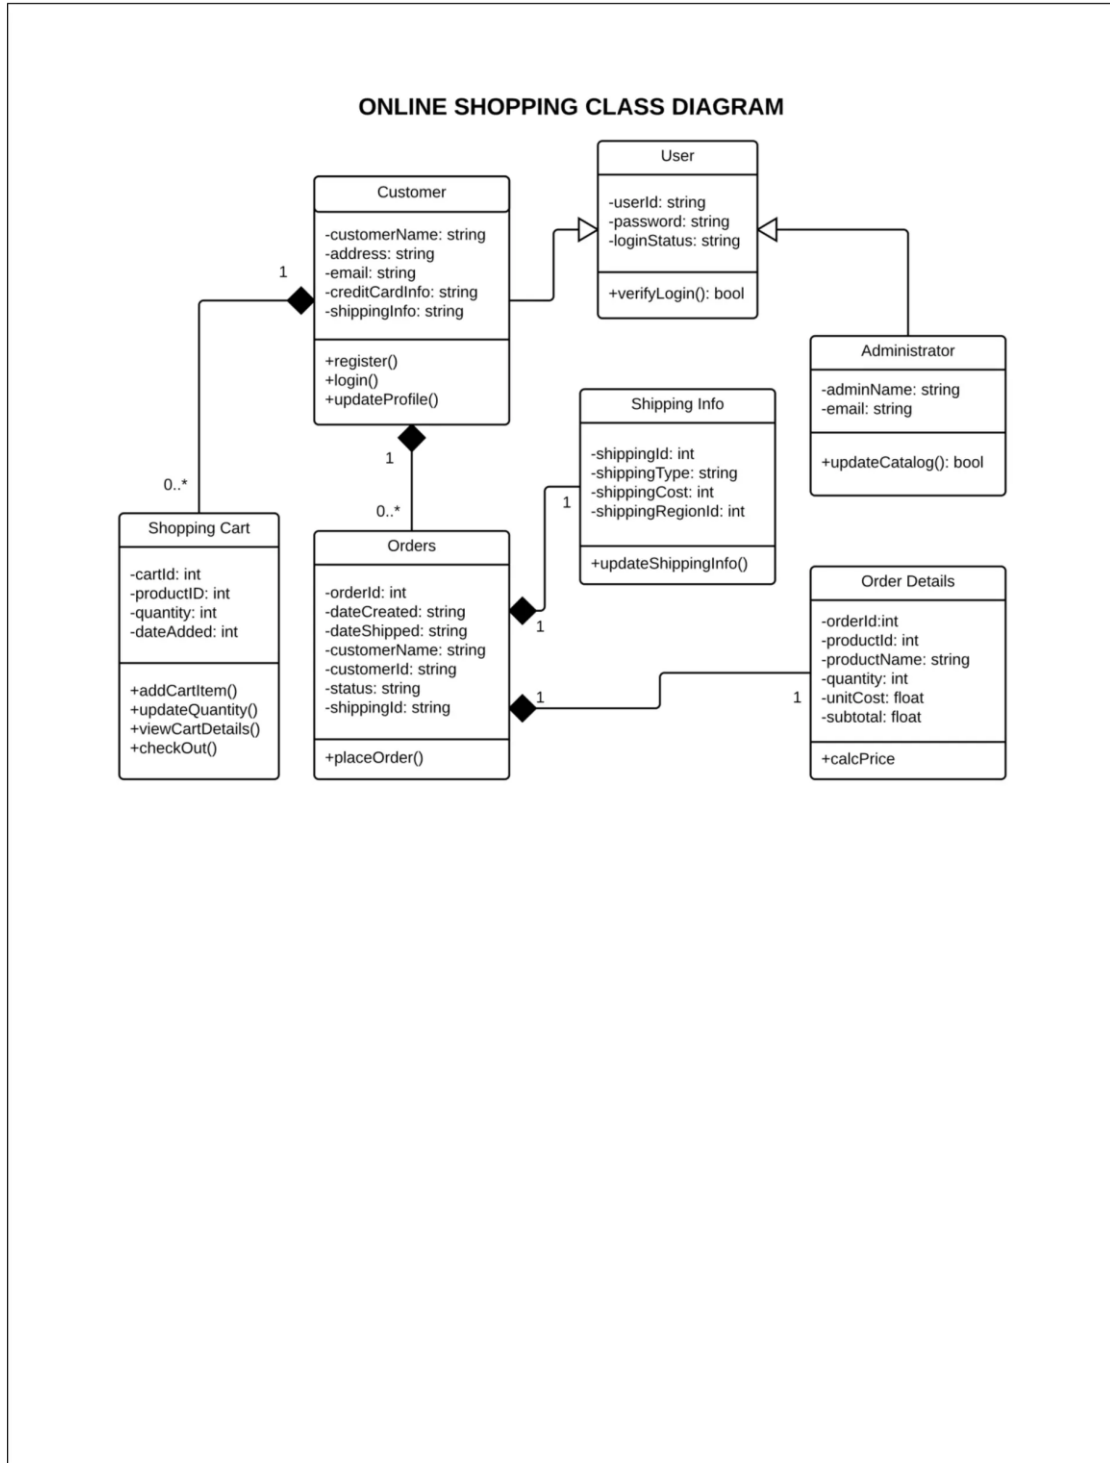 ONLINE SHOPPING CLASS DIAGRAM
User
-userId: string
-password: string
-loginStatus: string
+verifyLogin(): bool
Customer
-customerName: string
-address: string
-email: string
-creditCardInfo: string
-shippingInfo: string
+register()
+login()
+updateProfile()
1
0..*
1
0..*
Administrator
-adminName: string
-email: string
+updateCatalog(): bool
Shipping Info
-shippingId: int
-shippingType: string
-shippingCost: int
-shippingRegionId: int
+updateShippingInfo()
1
1
Shopping Cart
-cartId: int
-productID: int
-quantity: int
-dateAdded: int
+addCartItem()
+updateQuantity()
+viewCartDetails()
+checkOut()
Orders
-orderId: int
-dateCreated: string
-dateShipped: string
-customerName: string
-customerId: string
-status: string
-shippingId: string
+placeOrder()
1
1
Order Details
-orderId:int
-productId: int
-productName: string
-quantity: int
-unitCost: float
-subtotal: float
+calcPrice